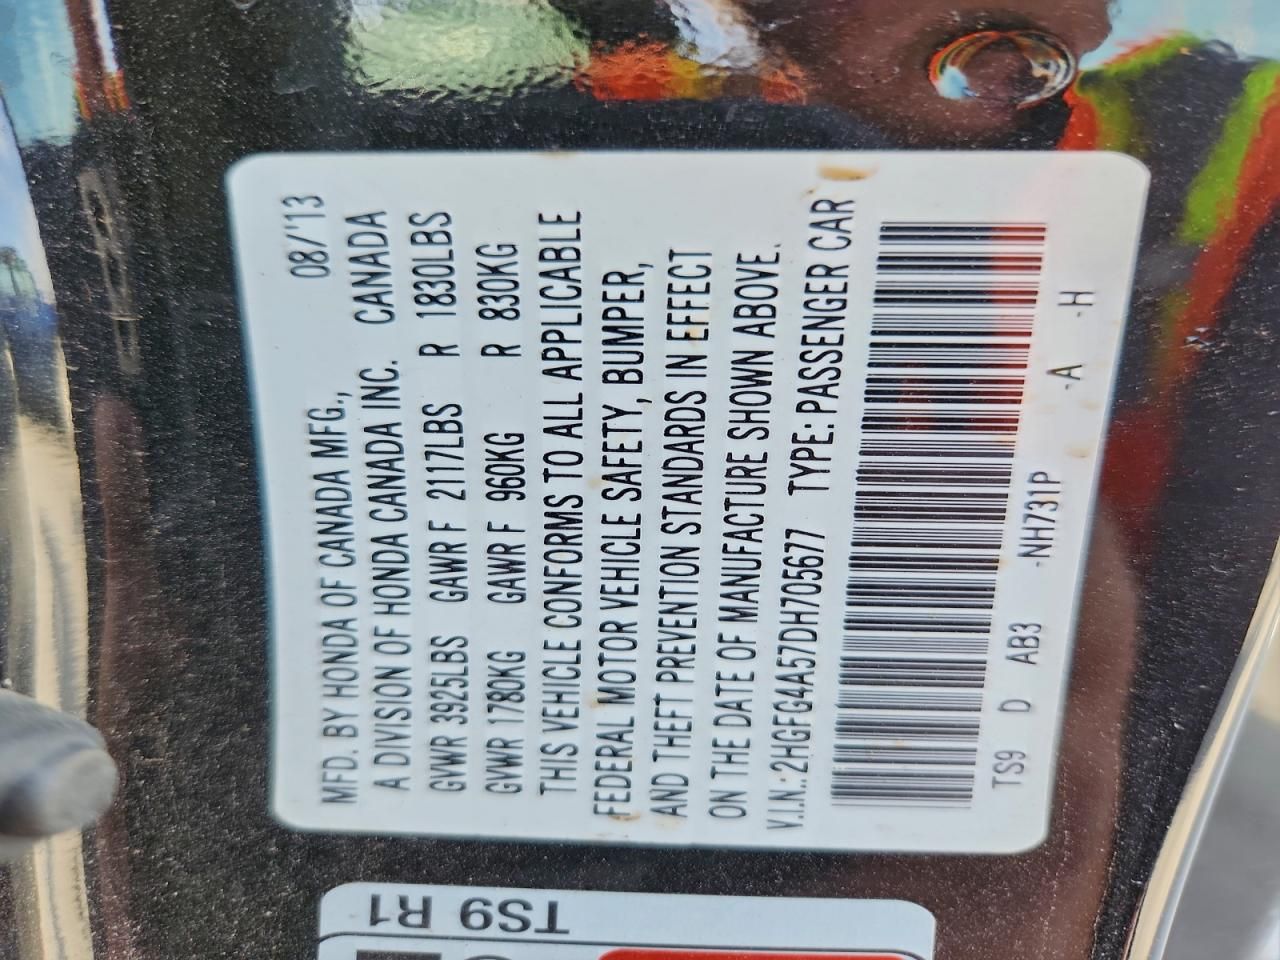 08/'13
MFD. BY HONDA OF CANADA MFG.,
A DIVISION OF HONDA CANADA INC. CANADA
GVWR 3925LBS GAWR F 2117LBS R 1830LBS
GVWR 1780KG GAWR F 960KG R 830KG
THIS VEHICLE CONFORMS TO ALL APPLICABLE
FEDERAL MOTOR VEHICLE SAFETY, BUMPER,
AND THEFT PREVENTION STANDARDS IN EFFECT
ON THE DATE OF MANUFACTURE SHOWN ABOVE.
V.I.N.: 2HGFG4A57DH705677 TYPE: PASSENGER CAR
TS9 D AB3 -NH731P -A -H
TS9 R1